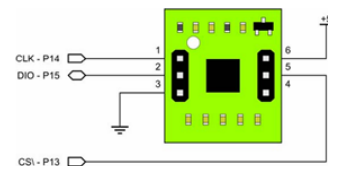 +5
CLK - P14 1 6
DIO - P15 2 5
3 4
CS\ - P13